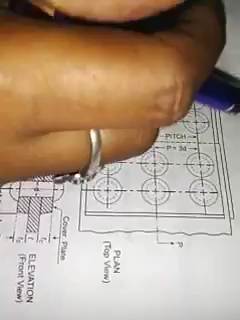 PITCH
P = 3d
P
PLAN
(Top View)
Cover Plate
ELEVATION
(Front View)